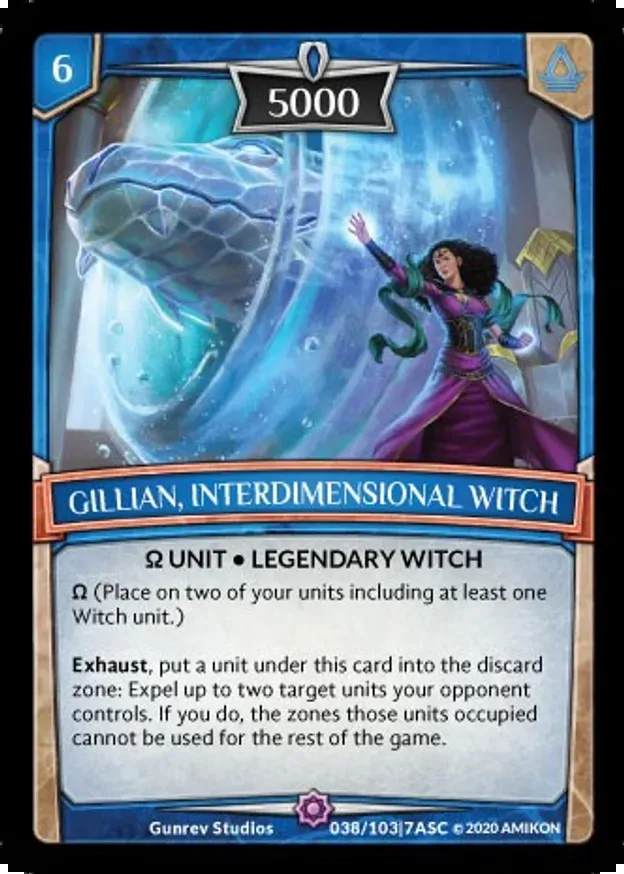 6
5000
GILLIAN, INTERDIMENSIONAL WITCH
Ω UNIT • LEGENDARY WITCH
Ω (Place on two of your units including at least one
Witch unit.)
Exhaust, put a unit under this card into the discard
zone: Expel up to two target units your opponent
controls. If you do, the zones those units occupied
cannot be used for the rest of the game.
Gunrev Studios 038/103|7ASC © 2020 AMIKON